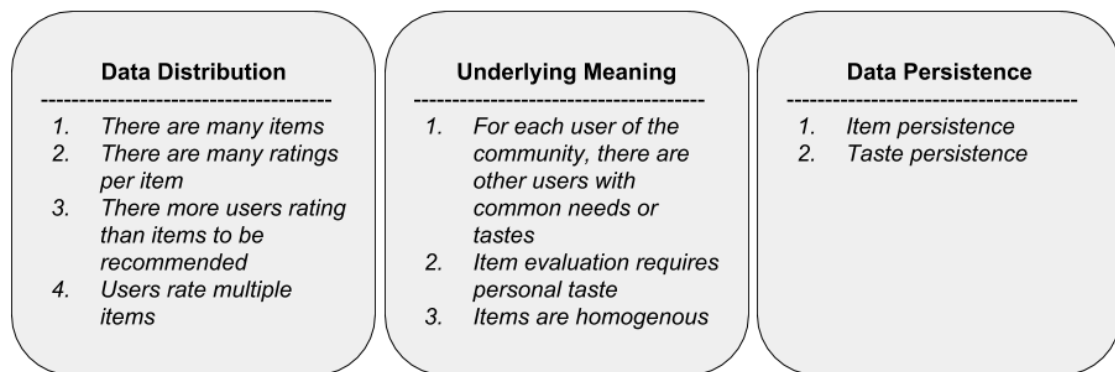 Data Distribution
---------------------------------------
1. There are many items
2. There are many ratings
per item
3. There more users rating
than items to be
recommended
4. Users rate multiple
items
Underlying Meaning
---------------------------------------
1. For each user of the
community, there are
other users with
common needs or
tastes
2. Item evaluation requires
personal taste
3. Items are homogenous
Data Persistence
---------------------------------------
1. Item persistence
2. Taste persistence